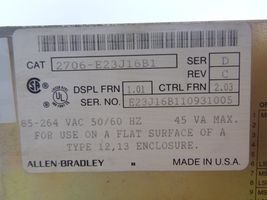 CAT 2706-E23J16B1 SER D
REV C
DSPL FRN 1.01 CTRL FRN 2.03
SER. NO. E23J16B110931005
85-264 VAC 50/60 HZ 45 VA MAX.
FOR USE ON A FLAT SURFACE OF A
TYPE 12,13 ENCLOSURE.
ALLEN-BRADLEY MADE IN U.S.A.